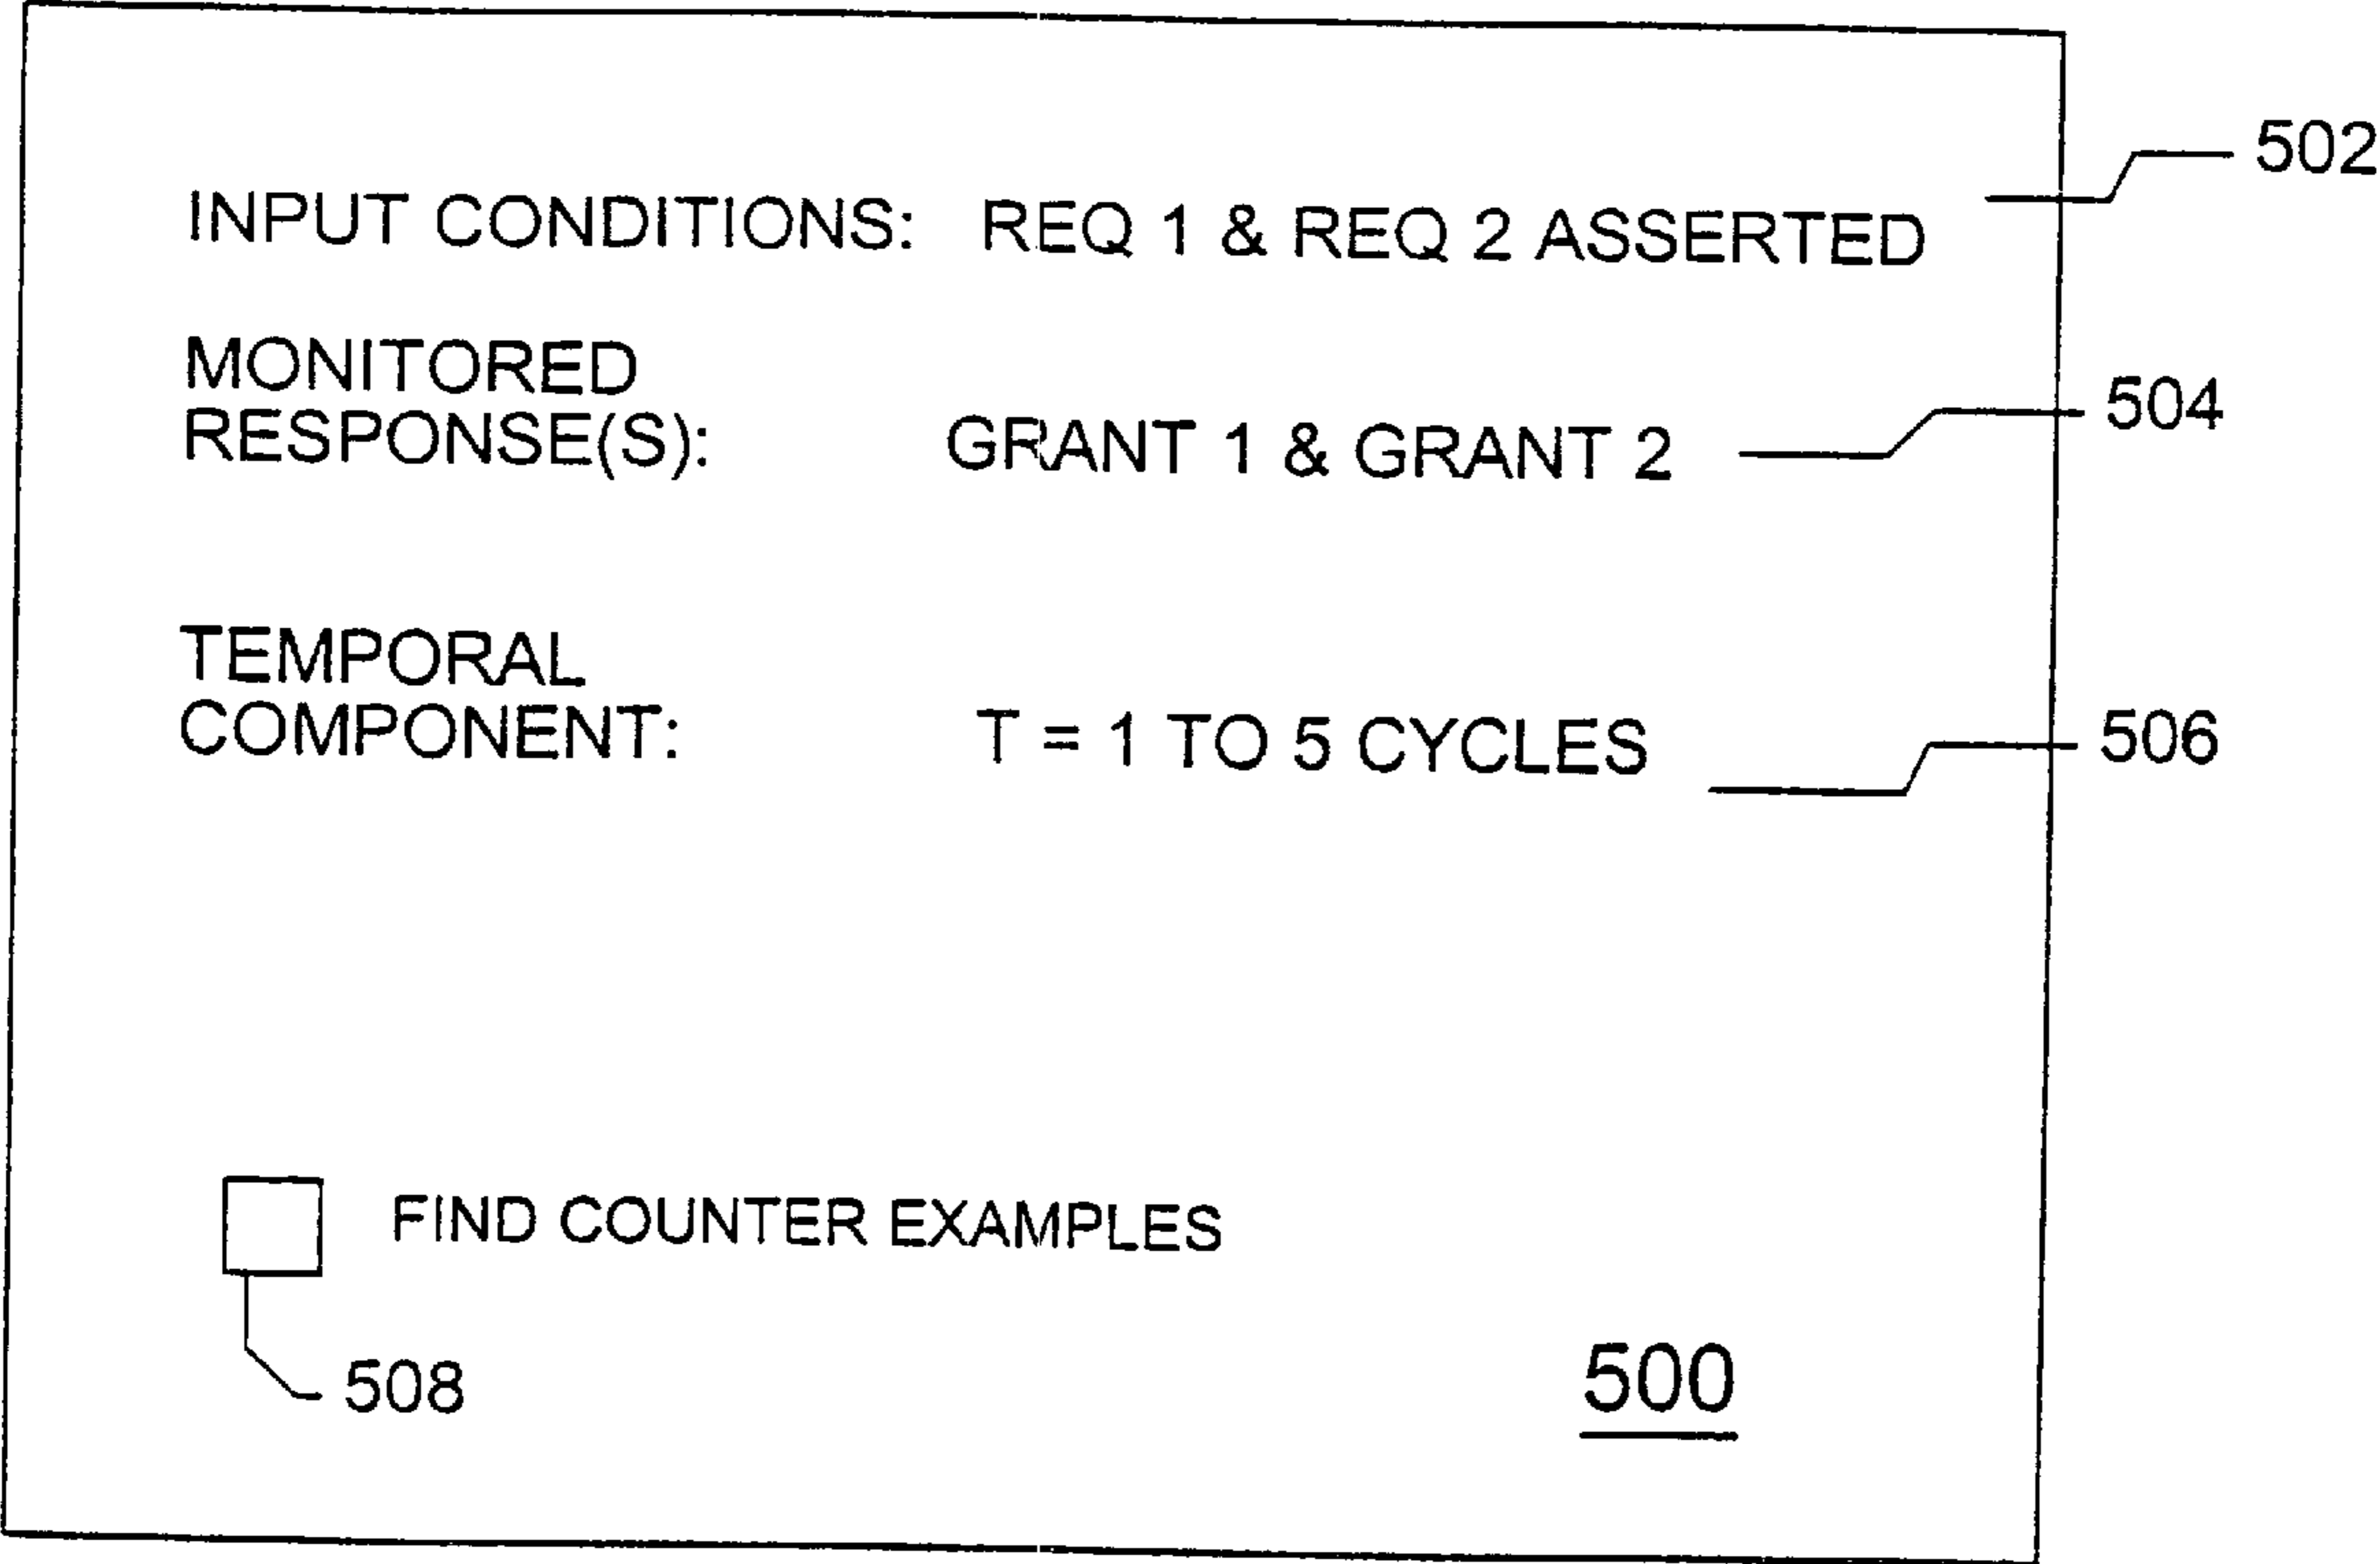 502
INPUT CONDITIONS: REQ 1 & REQ 2 ASSERTED
MONITORED
RESPONSE(S): GRANT 1 & GRANT 2
504
TEMPORAL
COMPONENT: T = 1 TO 5 CYCLES
506
FIND COUNTER EXAMPLES
508
500